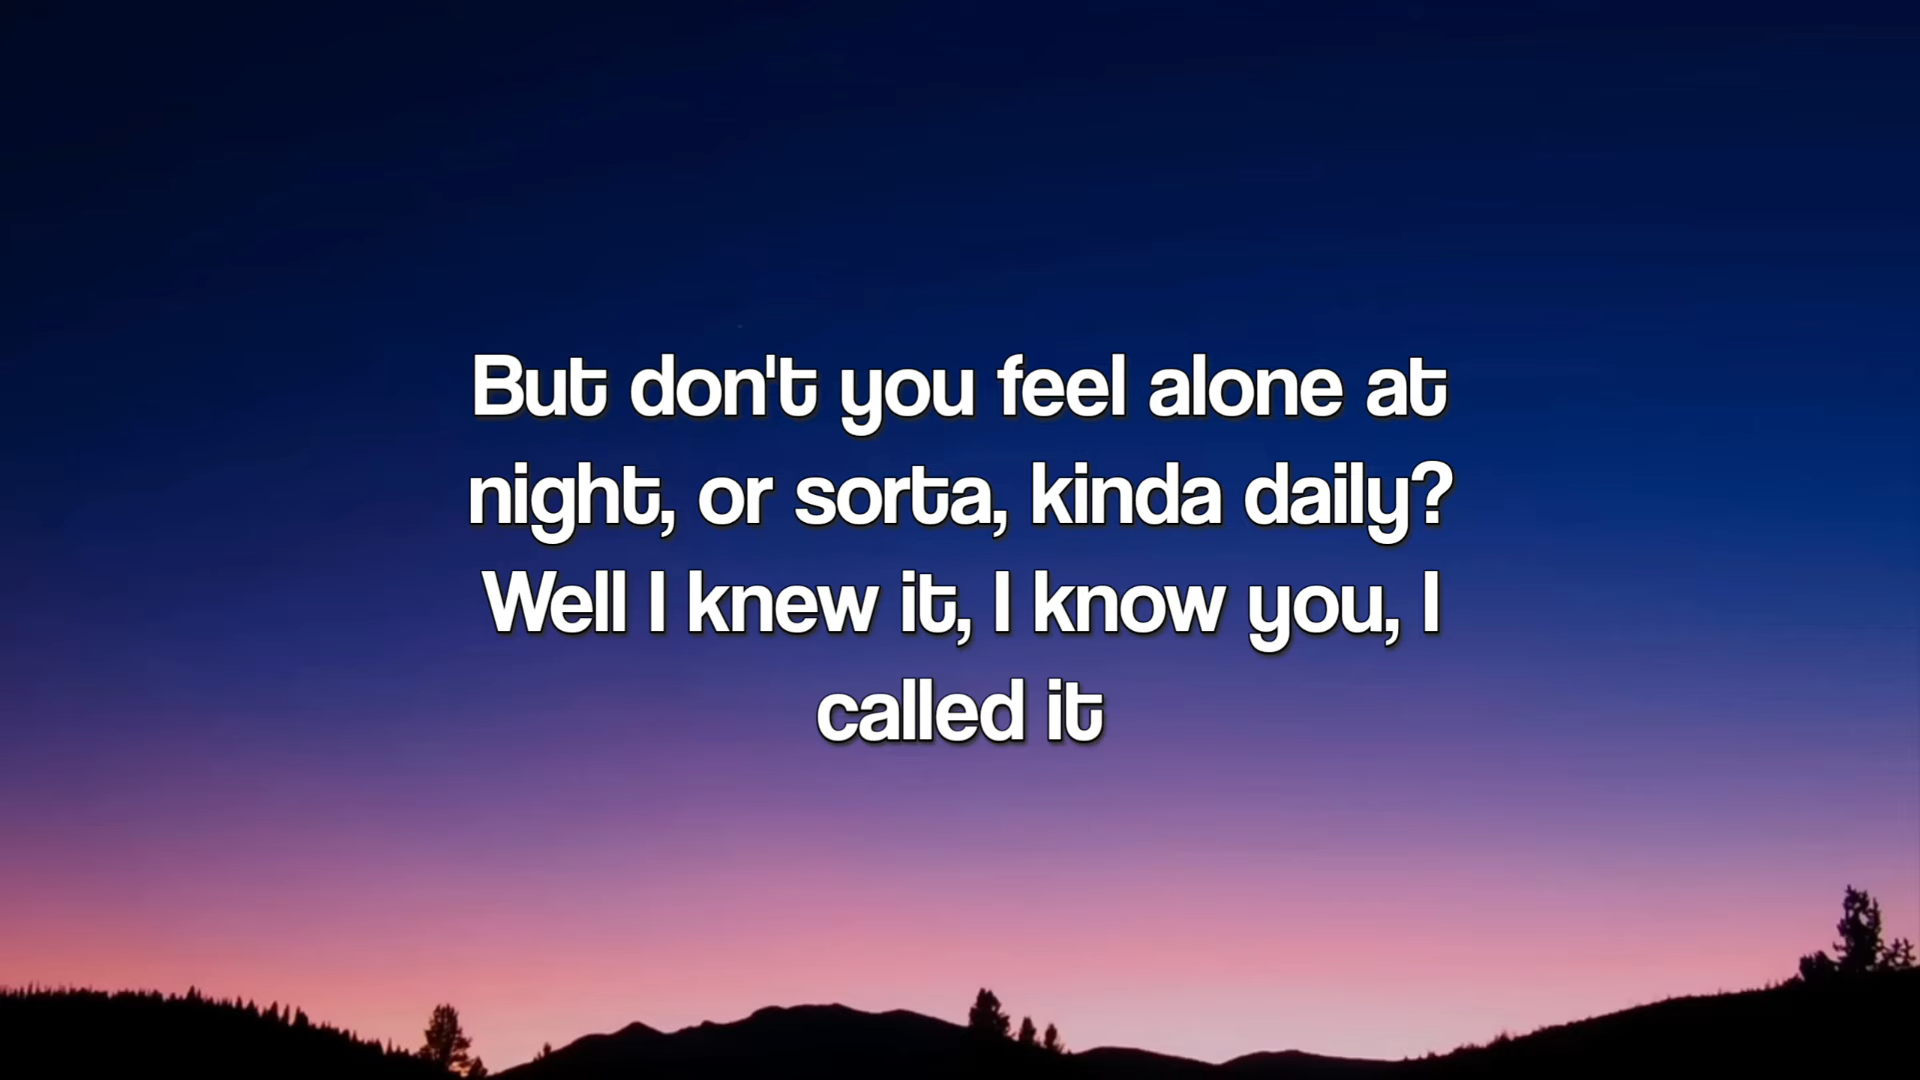 But don't you feel alone at
night, or sorta, kinda daily?
Well I knew it, I know you, I
called it